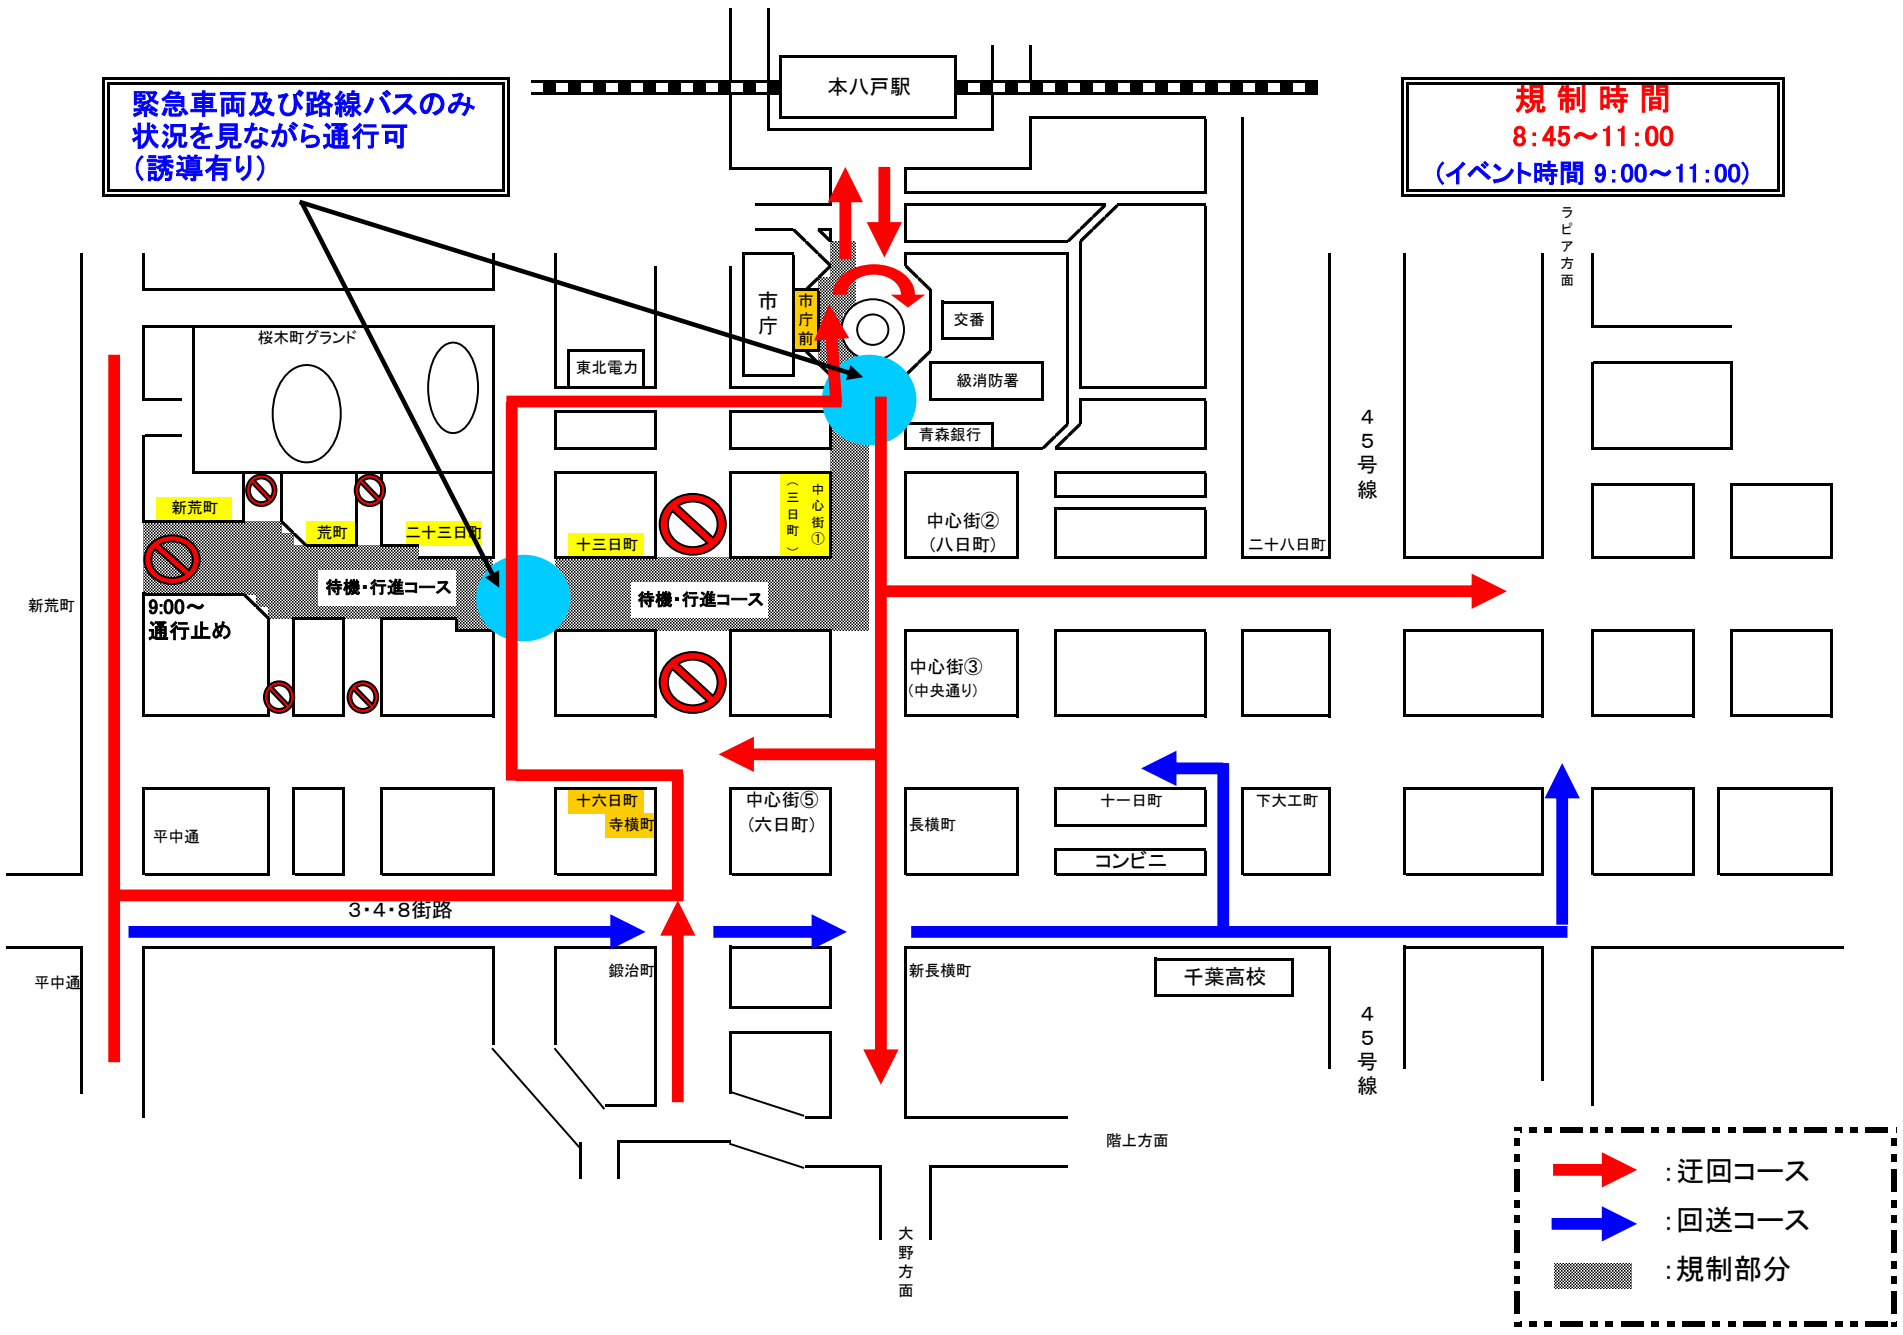 本八戸駅
緊急車両及び路線バスのみ
状況を見ながら通行可
（誘導有り）
規 制 時 間
8：45～11：00
（イベント時間 9：00～11：00）
ラピア方面
市庁
市庁前
交番
桜木町グランド
東北電力
級消防署
青森銀行
45号線
新荒町
荒町
二十三日町
十三日町
中心街①
（三日町）
中心街②
（八日町）
二十八日町
待機・行進コース
待機・行進コース
新荒町
9:00～
通行止め
中心街③
（中央通り）
平中通
十六日町
寺横町
中心街⑤
（六日町）
長横町
十一日町
コンビニ
下大工町
3・4・8街路
平中通
鍛治町
新長横町
千葉高校
45号線
階上方面
大野方面
：迂回コース
：回送コース
：規制部分